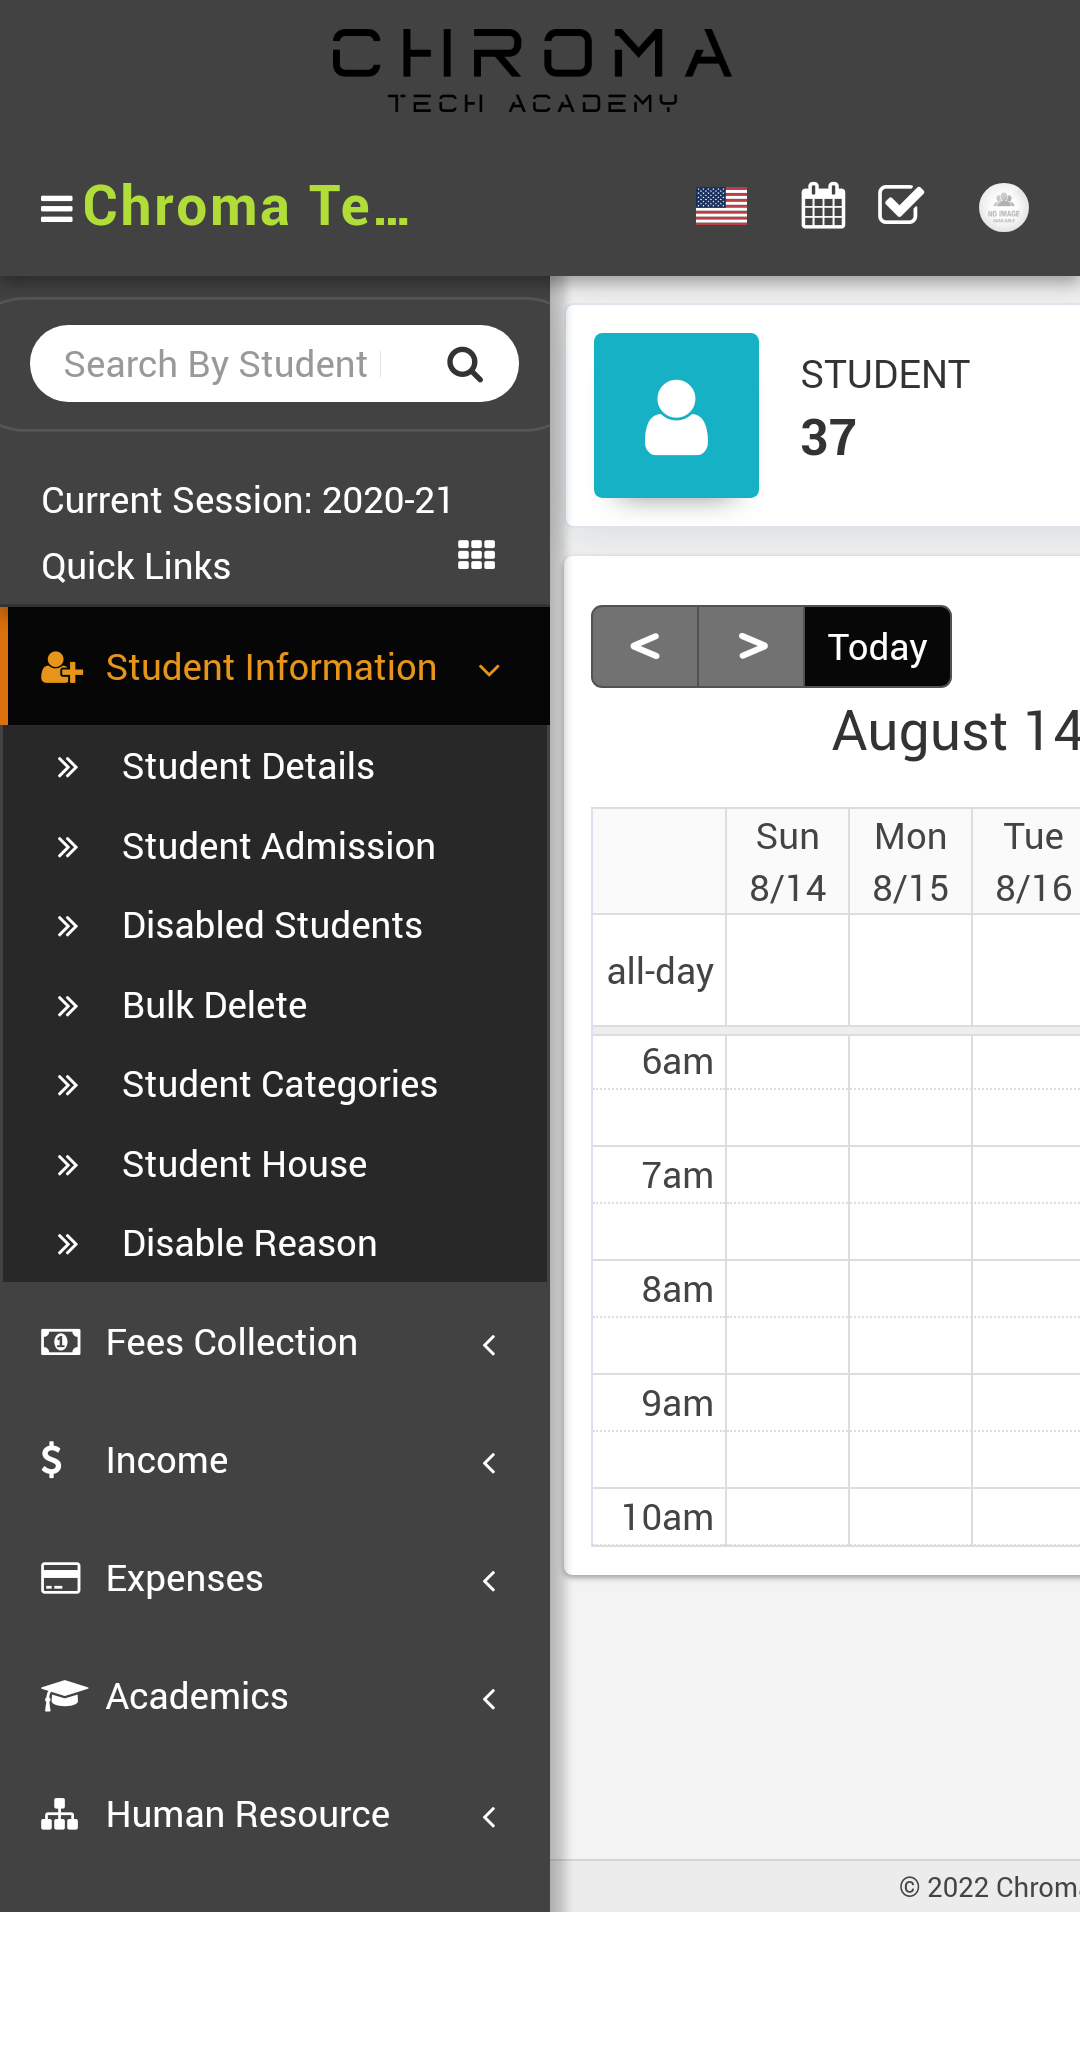 CHROMA
TECH ACADEMY
Chroma Te...
NO IMAGE
AVAILABLE
Search By Student
Current Session: 2020-21
Quick Links
Student Information
Student Details
Student Admission
Disabled Students
Bulk Delete
Student Categories
Student House
Disable Reason
Fees Collection
Income
Expenses
Academics
Human Resource
STUDENT
37
< > Today
August 14
Sun Mon Tue
8/14 8/15 8/16
all-day
6am
7am
8am
9am
10am
© 2022 Chroma